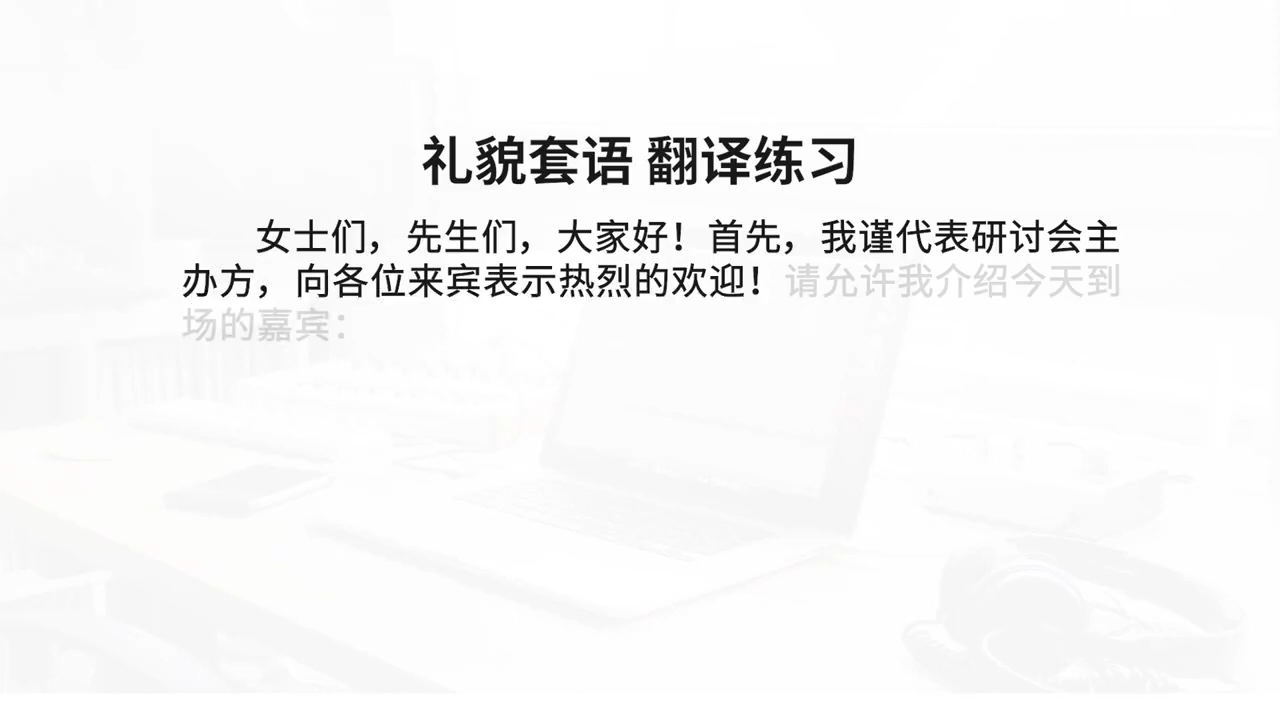 礼貌套语 翻译练习
女士们，先生们，大家好！首先，我谨代表研讨会主
办方，向各位来宾表示热烈的欢迎！请允许我介绍今天到
场的嘉宾：